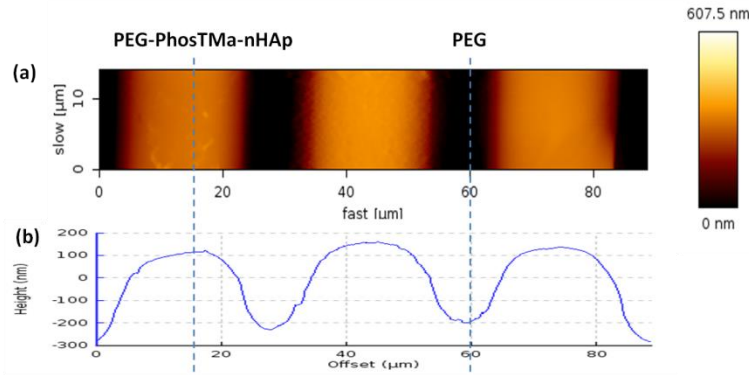 607.5 nm
PEG-PhosTMa-nHAp
PEG
(a)
slow [µm]
10
0
0
20
40
60
80
fast [µm]
0 nm
(b)
Height (nm)
200
100
0
-100
-200
-300
0
20
40
60
80
Offset (µm)